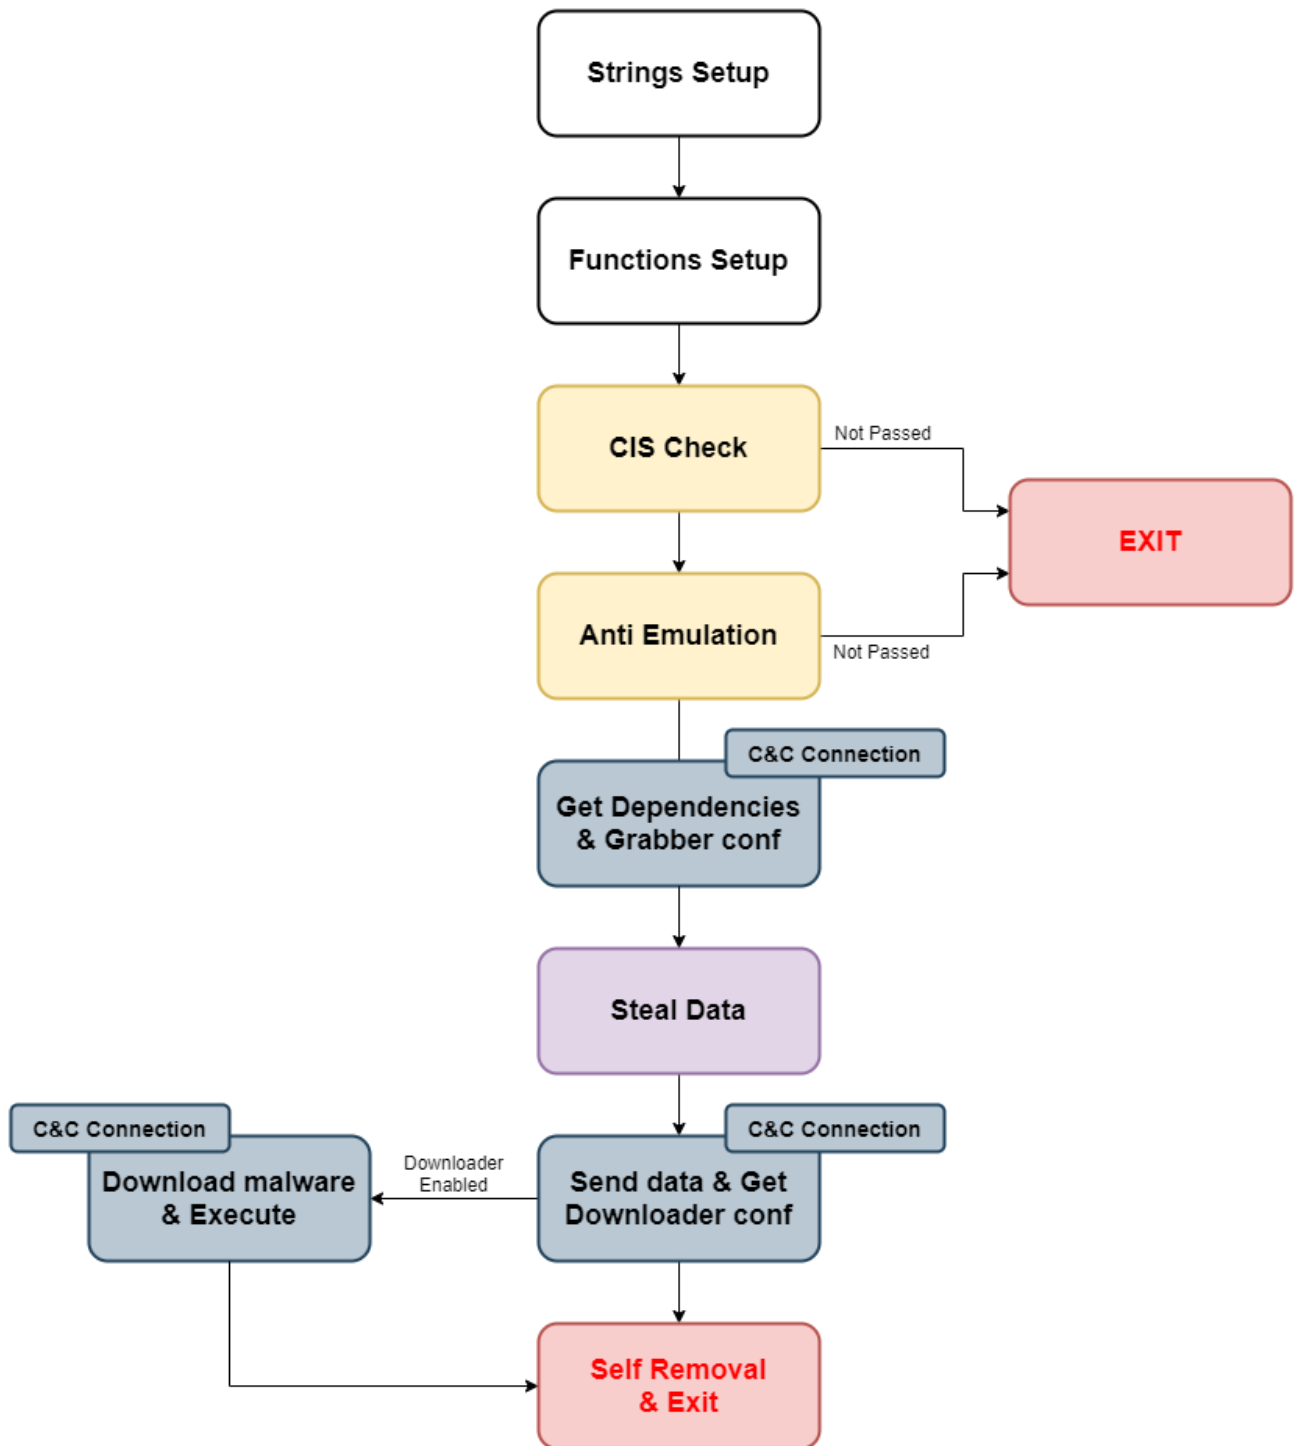 Strings Setup
Functions Setup
CIS Check
Not Passed
EXIT
Anti Emulation
Not Passed
C&C Connection
Get Dependencies
& Grabber conf
Steal Data
C&C Connection
C&C Connection
Download malware
& Execute
Downloader
Enabled
Send data & Get
Downloader conf
Self Removal
& Exit